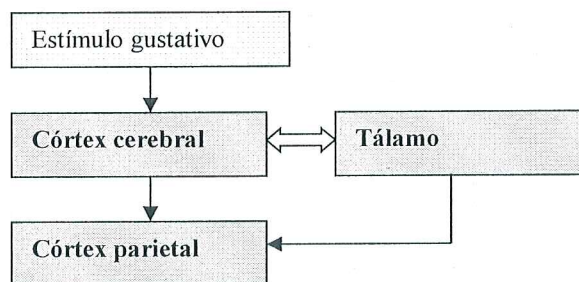 Estímulo gustativo
Córtex cerebral
Tálamo
Córtex parietal